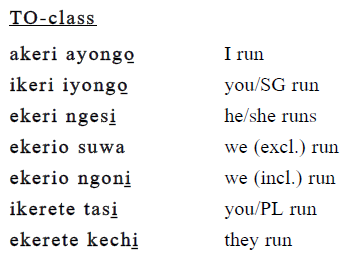 TO-class
akeri ayongo̲ I run
ikeri iyongo̲ you/SG run
ekeri ngesi̲ he/she runs
ekerio suwa we (excl.) run
ekerio ngoni̲ we (incl.) run
ikerete tasi̲ you/PL run
ekerete kechi̲ they run